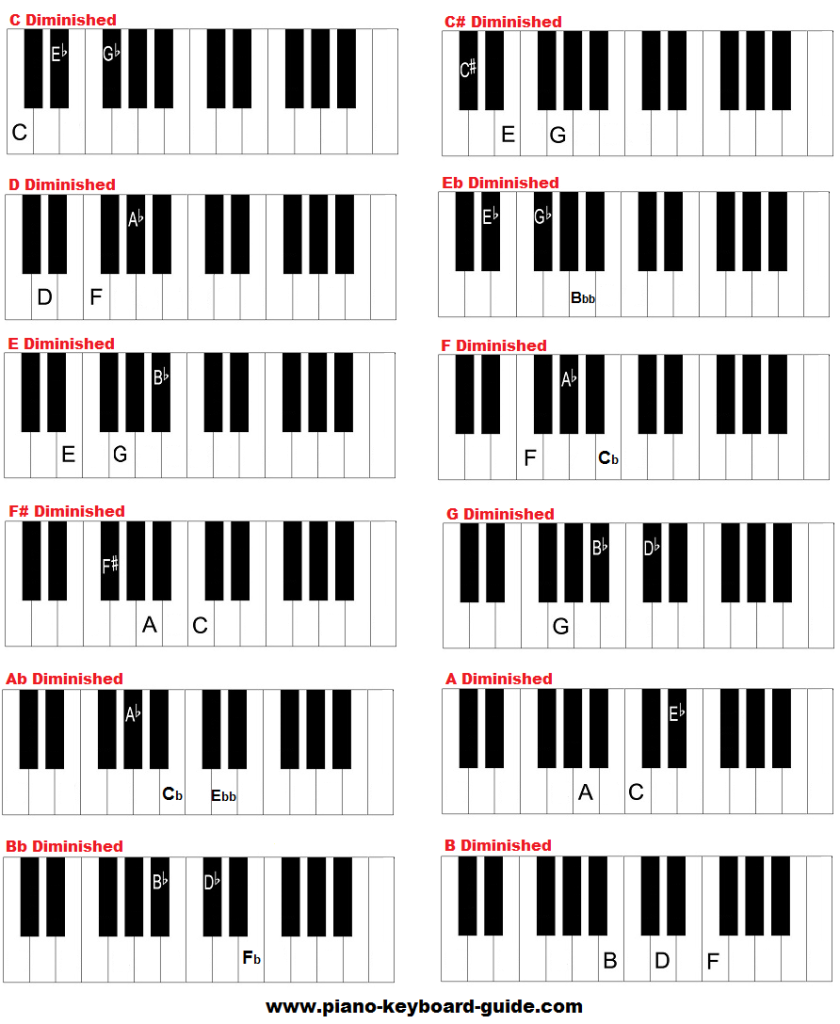 C Diminished
E♭ G♭
C
C# Diminished
C#
E G
D Diminished
A♭
D F
Eb Diminished
E♭ G♭
Bbb
E Diminished
B♭
E G
F Diminished
A♭
F Cb
F# Diminished
F#
A C
G Diminished
B♭ D♭
G
Ab Diminished
A♭
Cb Ebb
A Diminished
E♭
A C
Bb Diminished
B♭ D♭
Fb
B Diminished
B D F
www.piano-keyboard-guide.com